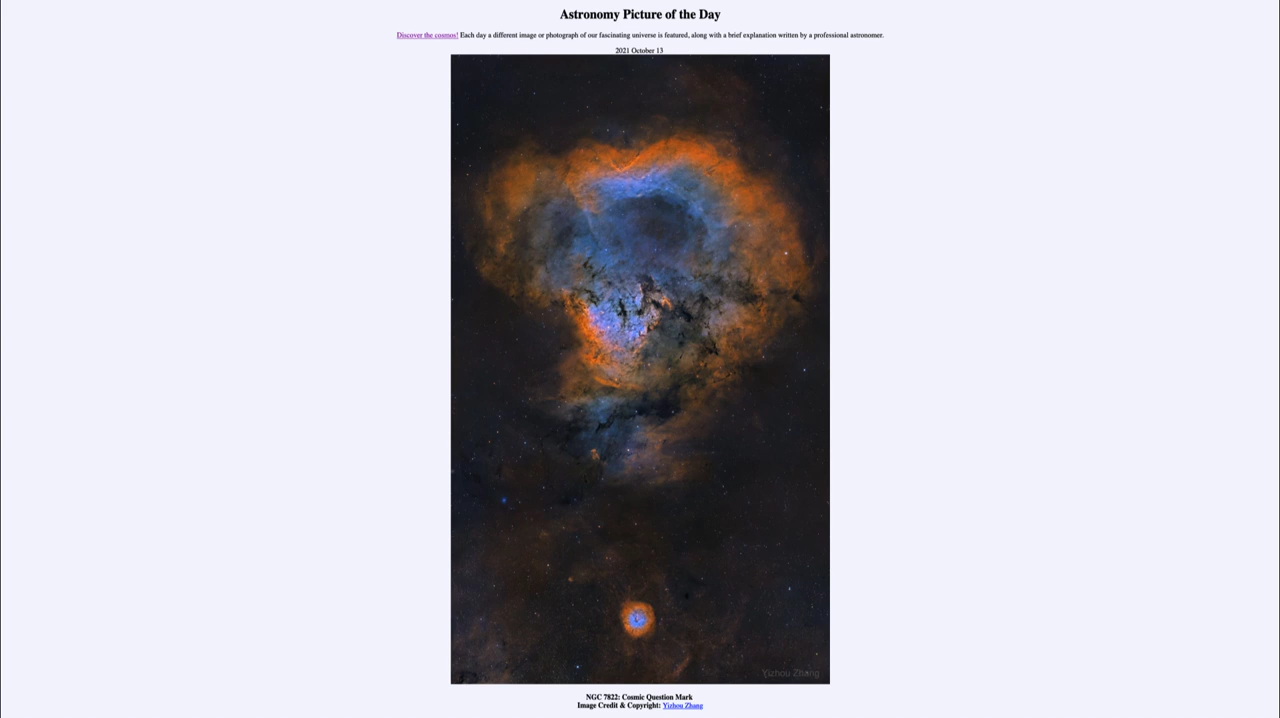 Astronomy Picture of the Day
Discover the cosmos! Each day a different image or photograph of our fascinating universe is featured, along with a brief explanation written by a professional astronomer.
2021 October 13
Yizhou Zhang
NGC 7822: Cosmic Question Mark
Image Credit & Copyright: Yizhou Zhang